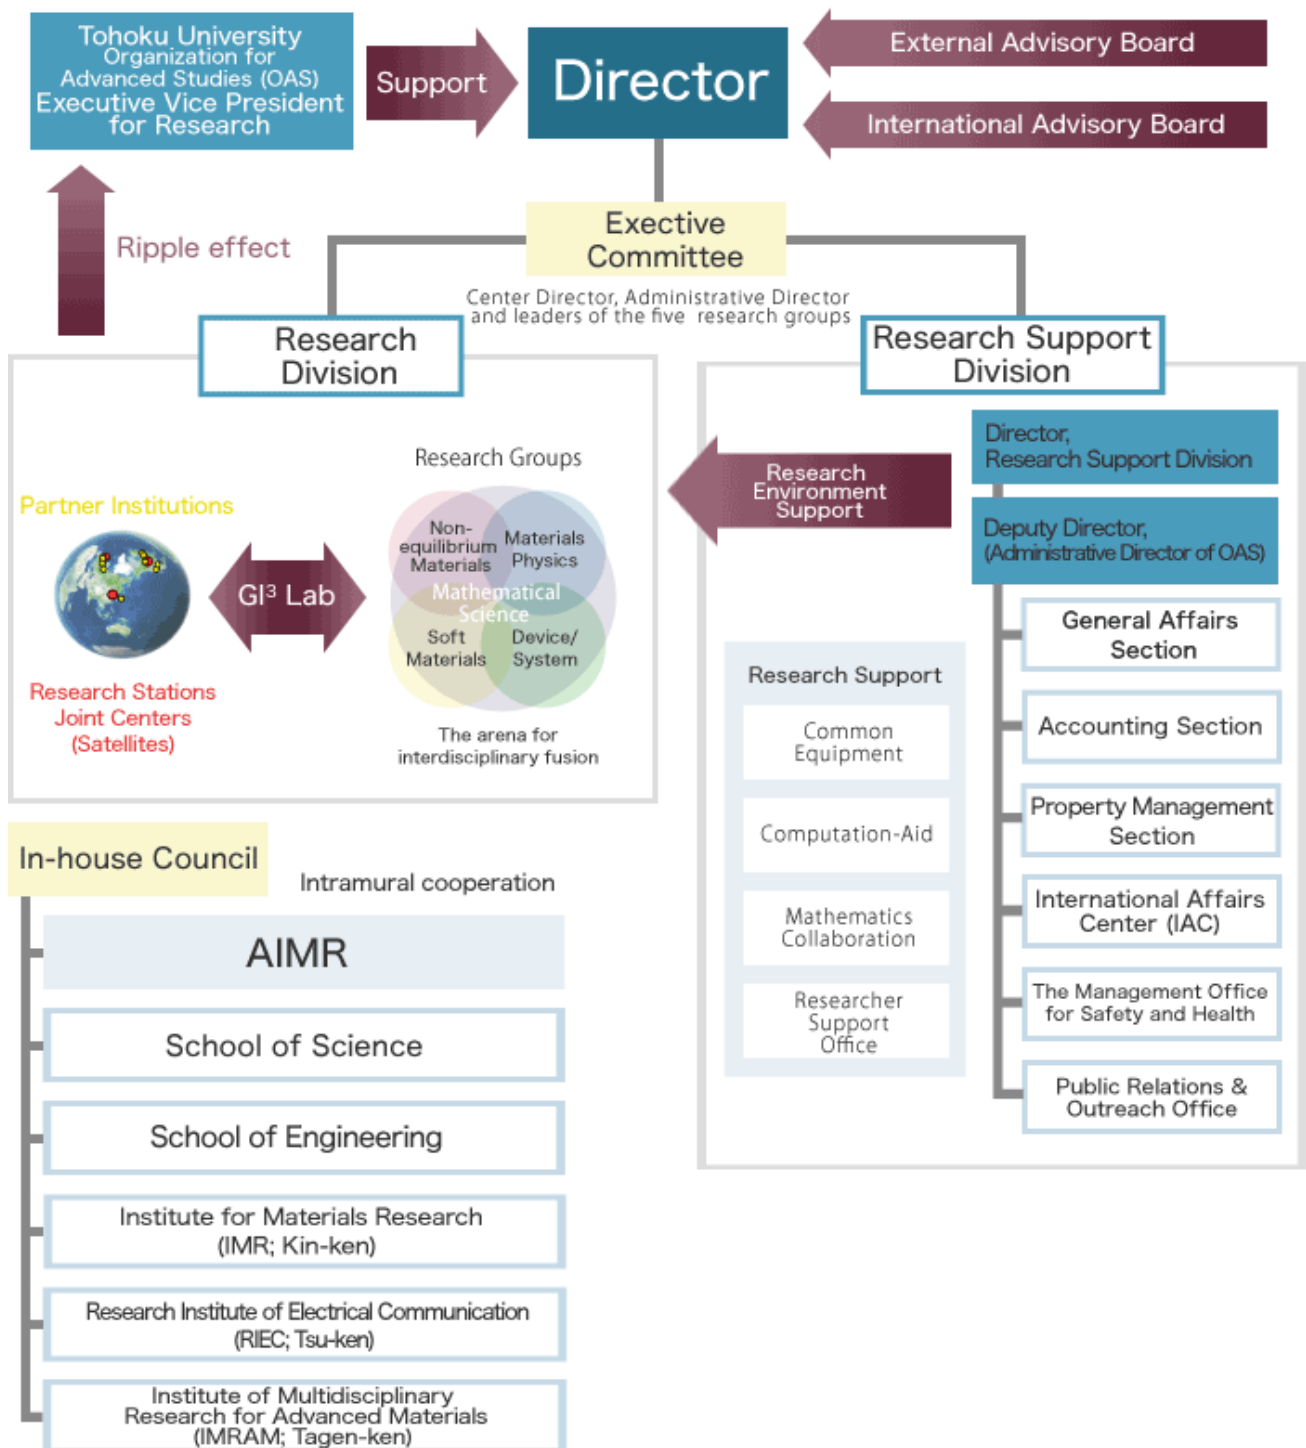 Tohoku University
Organization for
Advanced Studies (OAS)
Executive Vice President
for Research
Support
Director
External Advisory Board
International Advisory Board
Ripple effect
Exective
Committee
Center Director, Administrative Director
and leaders of the five research groups
Research
Division
Research Support
Division
Partner Institutions
Research Stations
Joint Centers
(Satellites)
GI³ Lab
Research Groups
Non-
equilibrium
Materials
Materials
Physics
Mathematical
Science
Soft
Materials
Device/
System
The arena for
interdisciplinary fusion
Research
Environment
Support
Director,
Research Support Division
Deputy Director,
(Administrative Director of OAS)
General Affairs
Section
Accounting Section
Property Management
Section
International Affairs
Center (IAC)
The Management Office
for Safety and Health
Public Relations &
Outreach Office
Research Support
Common
Equipment
Computation-Aid
Mathematics
Collaboration
Researcher
Support
Office
In-house Council
Intramural cooperation
AIMR
School of Science
School of Engineering
Institute for Materials Research
(IMR; Kin-ken)
Research Institute of Electrical Communication
(RIEC; Tsu-ken)
Institute of Multidisciplinary
Research for Advanced Materials
(IMRAM; Tagen-ken)